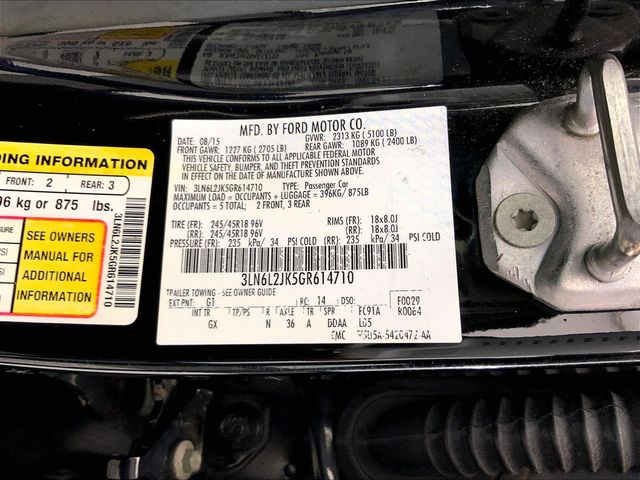 DING INFORMATION
FRONT: 2 REAR: 3
96 kg or 875 lbs.
SEE OWNERS
MANUAL FOR
ADDITIONAL
INFORMATION
3LN6L2JK5GR614710
MFD. BY FORD MOTOR CO.
DATE: 08/15 GVWR: 2313 KG ( 5100 LB)
FRONT GAWR: 1227 KG ( 2705 LB) REAR GAWR: 1089 KG ( 2400 LB)
THIS VEHICLE CONFORMS TO ALL APPLICABLE FEDERAL MOTOR
VEHICLE SAFETY, BUMPER, AND THEFT PREVENTION STANDARDS
IN EFFECT ON THE DATE OF MANUFACTURE SHOWN ABOVE.
VIN: 3LN6L2JK5GR614710 TYPE: Passenger Car
MAXIMUM LOAD = OCCUPANTS + LUGGAGE = 396KG/ 875LB
OCCUPANTS = 5 TOTAL; 2 FRONT, 3 REAR
TIRE (FR): 245/45R18 96V RIMS (FR): 18x8.0J
(RR): 245/45R18 96V (RR): 18x8.0J
PRESSURE (FR): 235 kPa/ 34 PSI COLD (RR): 235 kPa/ 34 PSI COLD
3LN6L2JK5GR614710
TRAILER TOWING - SEE OWNER GUIDE
EXT PNT: G1 RC: 14 DSO: F0029
INT TR TP/PS R AXLE TR SPR FC91A R0064
GX N 36 A DDAA L05